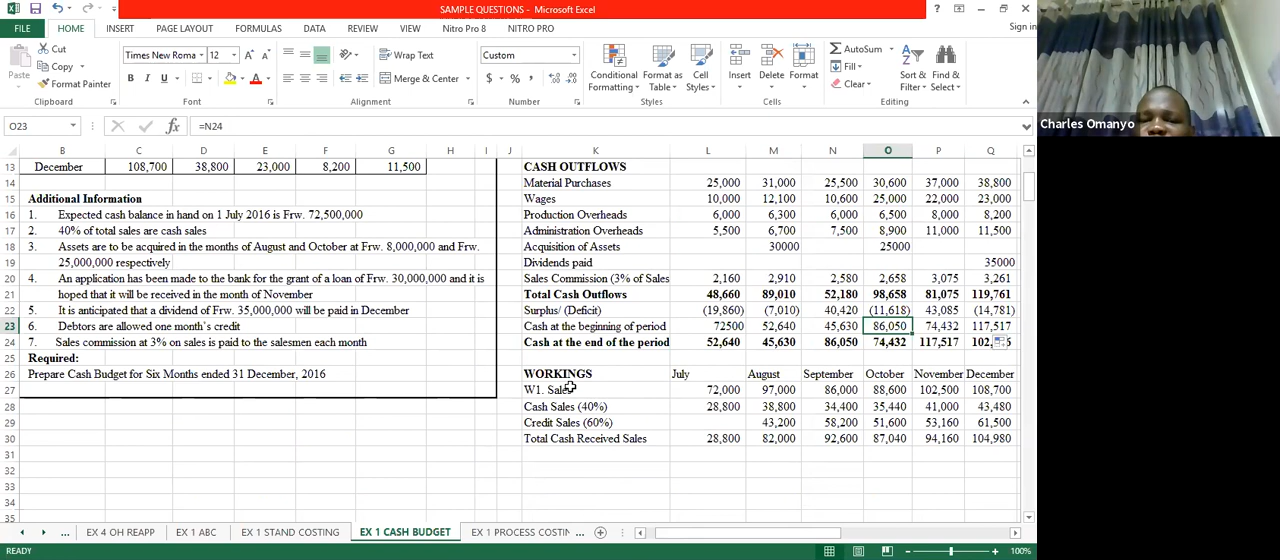 SAMPLE QUESTIONS - Microsoft Excel
Sign in
FILE HOME INSERT PAGE LAYOUT FORMULAS DATA REVIEW VIEW Nitro Pro 8 NITRO PRO
Cut
Copy
Format Painter
Paste
Clipboard
Times New Roma 12
B I U
Font
Wrap Text
Merge & Center
Alignment
Custom
$ % ,
Number
Conditional Formatting
Format as Table
Cell Styles
Styles
Insert Delete Format
Cells
AutoSum
Fill
Clear
Sort & Filter
Find & Select
Editing
Charles Omanyo
O23 fx =N24
B C D E F G H I J K L M N O P Q
13 December 108,700 38,800 23,000 8,200 11,500 CASH OUTFLOWS
14 Material Purchases 25,000 31,000 25,500 30,600 37,000 38,800
15 Additional Information Wages 10,000 12,100 10,600 25,000 22,000 23,000
16 1. Expected cash balance in hand on 1 July 2016 is Frw. 72,500,000 Production Overheads 6,000 6,300 6,000 6,500 8,000 8,200
17 2. 40% of total sales are cash sales Administration Overheads 5,500 6,700 7,500 8,900 11,000 11,500
18 3. Assets are to be acquired in the months of August and October at Frw. 8,000,000 and Frw. Acquisition of Assets 30000 25000
19 25,000,000 respectively Dividends paid 35000
20 4. An application has been made to the bank for the grant of a loan of Frw. 30,000,000 and it is Sales Commission (3% of Sales 2,160 2,910 2,580 2,658 3,075 3,261
21 hoped that it will be received in the month of November Total Cash Outflows 48,660 89,010 52,180 98,658 81,075 119,761
22 5. It is anticipated that a dividend of Frw. 35,000,000 will be paid in December Surplus/ (Deficit) (19,860) (7,010) 40,420 (11,618) 43,085 (14,781)
23 6. Debtors are allowed one month's credit Cash at the beginning of period 72500 52,640 45,630 86,050 74,432 117,517
24 7. Sales commission at 3% on sales is paid to the salesmen each month Cash at the end of the period 52,640 45,630 86,050 74,432 117,517
25 Required:
26 Prepare Cash Budget for Six Months ended 31 December, 2016 WORKINGS July August September October November December
27 W1. Sales 72,000 97,000 86,000 88,600 102,500 108,700
28 Cash Sales (40%) 28,800 38,800 34,400 35,440 41,000 43,480
29 Credit Sales (60%) 43,200 58,200 51,600 53,160 61,500
30 Total Cash Received Sales 28,800 82,000 92,600 87,040 94,160 104,980
31
32
33
34
35
... EX 4 OH REAPP EX 1 ABC EX 1 STAND COSTING EX 1 CASH BUDGET EX 1 PROCESS COSTIN ...
READY 100%